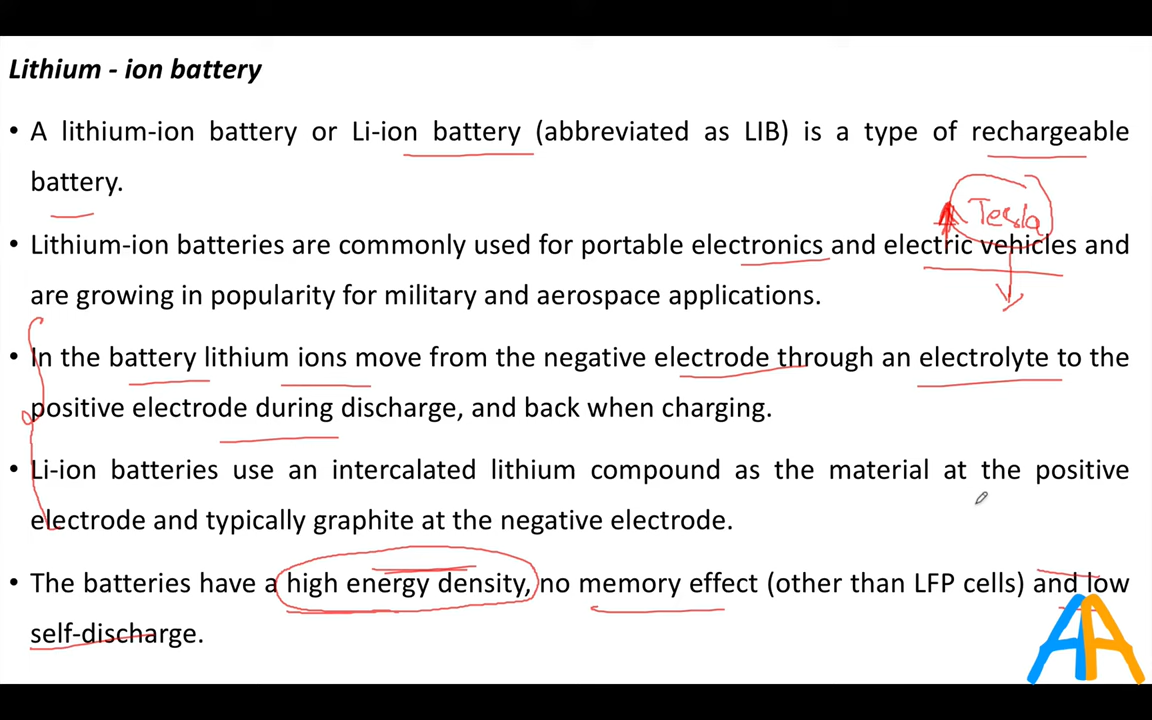 Lithium - ion battery
• A lithium-ion battery or Li-ion battery (abbreviated as LIB) is a type of rechargeable
battery.
Tesla
• Lithium-ion batteries are commonly used for portable electronics and electric vehicles and
are growing in popularity for military and aerospace applications.
• In the battery lithium ions move from the negative electrode through an electrolyte to the
positive electrode during discharge, and back when charging.
• Li-ion batteries use an intercalated lithium compound as the material at the positive
electrode and typically graphite at the negative electrode.
• The batteries have a high energy density, no memory effect (other than LFP cells) and low
self-discharge.
AA